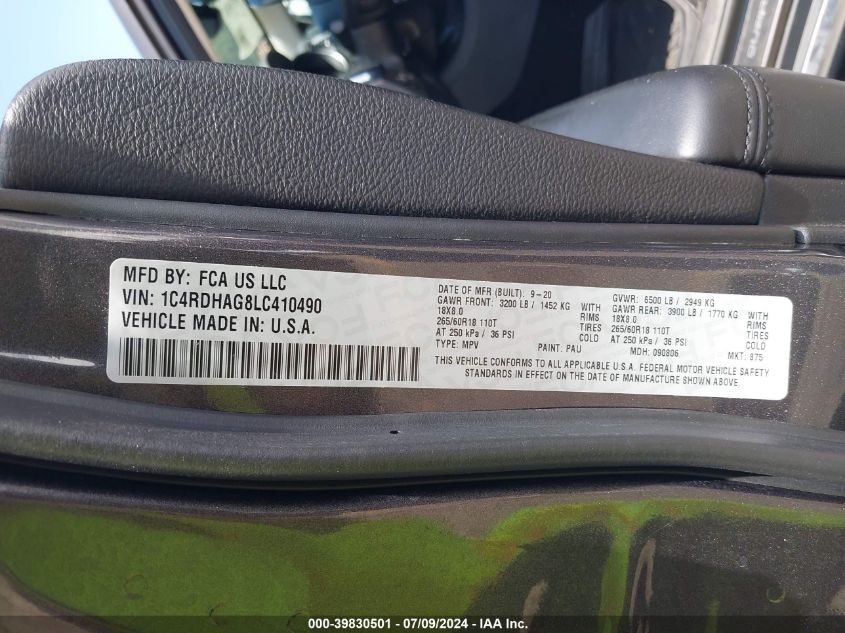 MFD BY: FCA US LLC
VIN: 1C4RDHAG8LC410490
VEHICLE MADE IN: U.S.A.
DATE OF MFR (BUILT): 9-20 GVWR: 6500 LB / 2949 KG
GAWR FRONT: 3200 LB / 1452 KG WITH GAWR REAR: 3900 LB / 1770 KG WITH
18X8.0 RIMS 18X8.0 RIMS
265/60R18 110T TIRES 265/60R18 110T TIRES
AT 250 kPa / 36 PSI COLD AT 250 kPa / 36 PSI COLD
TYPE: MPV PAINT: PAU MDH: 090806 MKT: 875
THIS VEHICLE CONFORMS TO ALL APPLICABLE U.S.A. FEDERAL MOTOR VEHICLE SAFETY
STANDARDS IN EFFECT ON THE DATE OF MANUFACTURE SHOWN ABOVE.
000-39830501 - 07/09/2024 - IAA Inc.